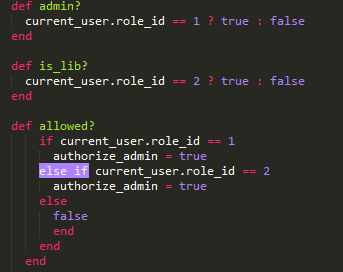 def admin?
  current_user.role_id == 1 ? true : false
end
def is_lib?
  current_user.role_id == 2 ? true : false
end
def allowed?
    if current_user.role_id == 1
      authorize_admin = true
    else if current_user.role_id == 2
      authorize_admin = true
    else
      false
      end
    end
  end